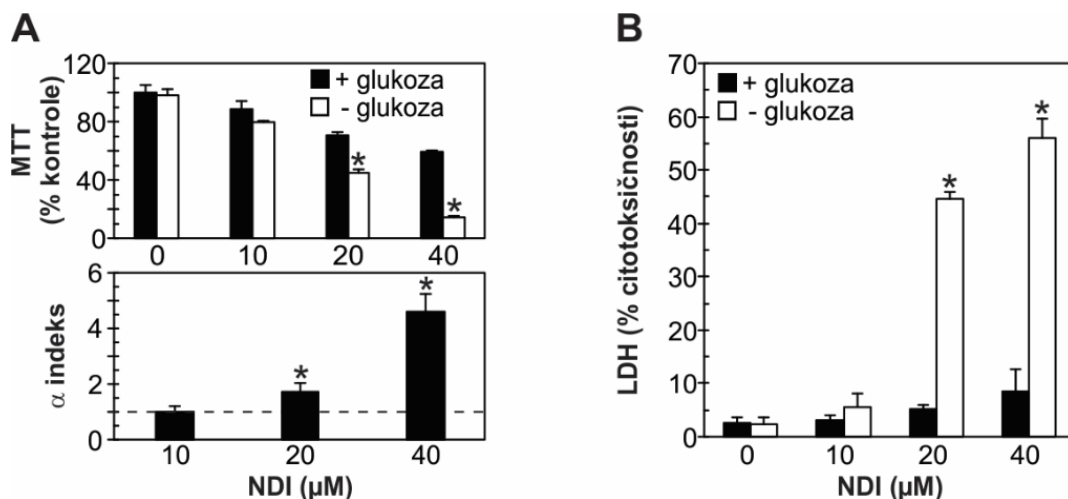 A
MTT
(% kontrole)
120
80
40
0
+ glukoza
- glukoza
*
*
0 10 20 40
α indeks
6
4
2
0
*
*
10 20 40
NDI (µM)
B
LDH (% citotoksičnosti)
70
60
50
40
30
20
10
0
+ glukoza
- glukoza
*
*
0 10 20 40
NDI (µM)